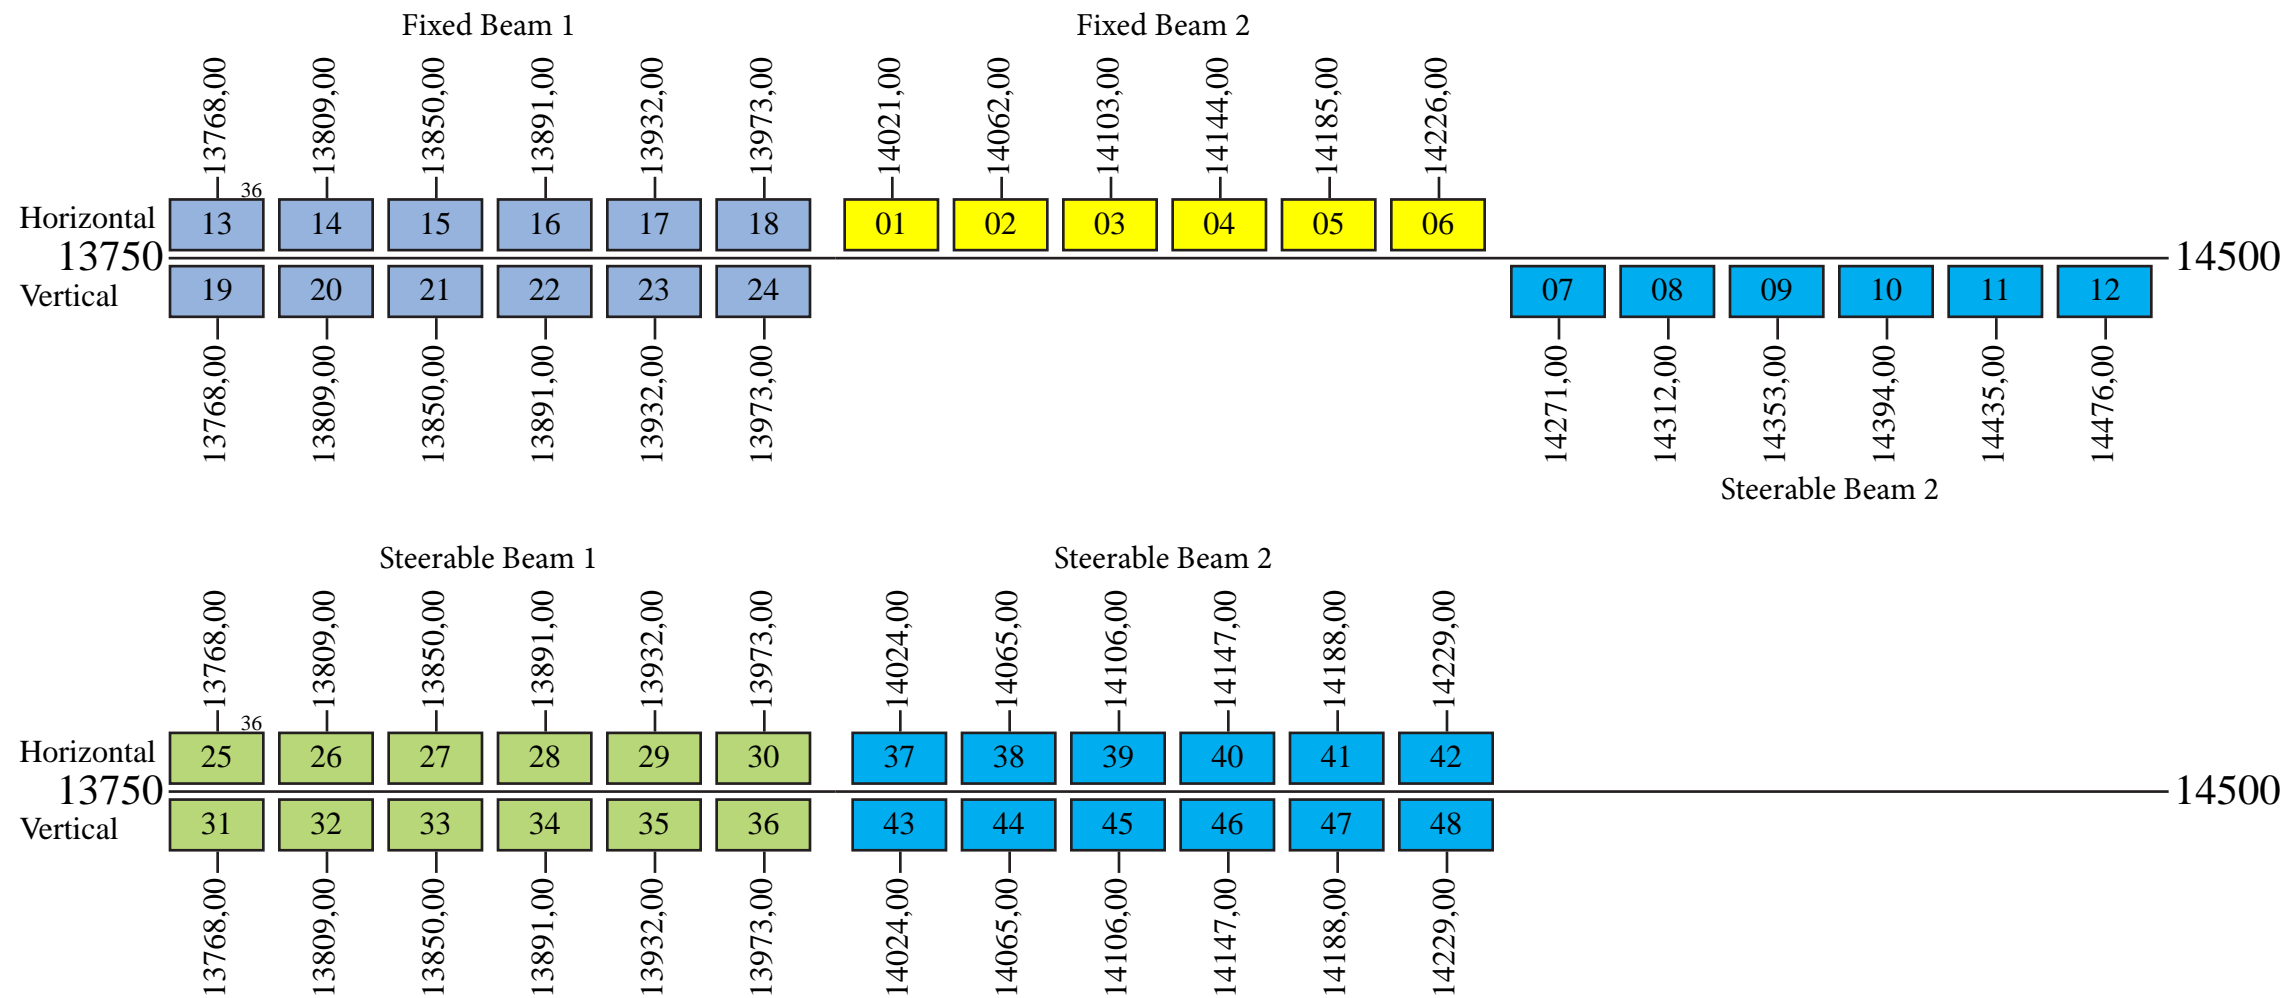 Fixed Beam 1 Fixed Beam 2
13768,00 13809,00 13850,00 13891,00 13932,00 13973,00 14021,00 14062,00 14103,00 14144,00 14185,00 14226,00
36
Horizontal 13 14 15 16 17 18 01 02 03 04 05 06
13750 14500
Vertical 19 20 21 22 23 24 07 08 09 10 11 12
13768,00 13809,00 13850,00 13891,00 13932,00 13973,00 14271,00 14312,00 14353,00 14394,00 14435,00 14476,00
Steerable Beam 2
Steerable Beam 1 Steerable Beam 2
13768,00 13809,00 13850,00 13891,00 13932,00 13973,00 14024,00 14065,00 14106,00 14147,00 14188,00 14229,00
36
Horizontal 25 26 27 28 29 30 37 38 39 40 41 42
13750 14500
Vertical 31 32 33 34 35 36 43 44 45 46 47 48
13768,00 13809,00 13850,00 13891,00 13932,00 13973,00 14024,00 14065,00 14106,00 14147,00 14188,00 14229,00